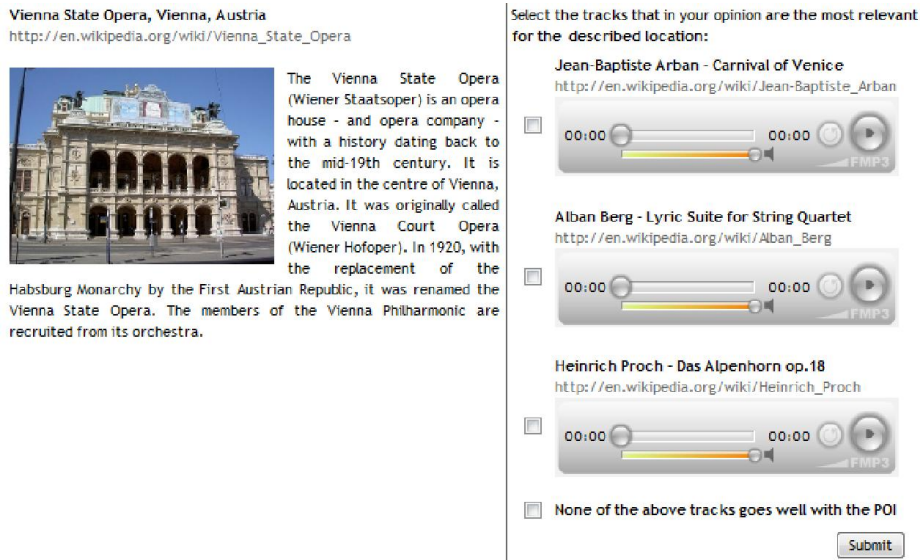 Vienna State Opera, Vienna, Austria
http://en.wikipedia.org/wiki/Vienna_State_Opera
The Vienna State Opera
(Wiener Staatsoper) is an opera
house - and opera company -
with a history dating back to
the mid-19th century. It is
located in the centre of Vienna,
Austria. It was originally called
the Vienna Court Opera
(Wiener Hofoper). In 1920, with
the replacement of the
Habsburg Monarchy by the First Austrian Republic, it was renamed the
Vienna State Opera. The members of the Vienna Philharmonic are
recruited from its orchestra.
Select the tracks that in your opinion are the most relevant
for the described location:
Jean-Baptiste Arban - Carnival of Venice
http://en.wikipedia.org/wiki/Jean-Baptiste_Arban
00:00 00:00
FMP3
Alban Berg - Lyric Suite for String Quartet
http://en.wikipedia.org/wiki/Alban_Berg
00:00 00:00
FMP3
Heinrich Proch - Das Alpenhorn op.18
http://en.wikipedia.org/wiki/Heinrich_Proch
00:00 00:00
FMP3
None of the above tracks goes well with the POI
Submit